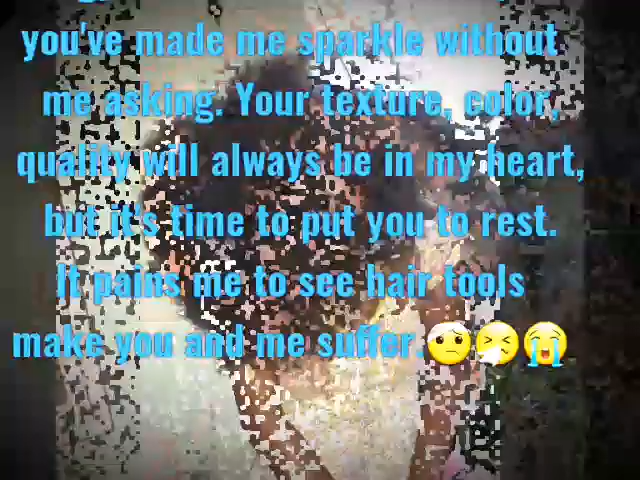 you've made me sparkle without
me asking. Your texture, color,
quality will always be in my heart,
but it's time to put you to rest.
It pains me to see hair tools
make you and me suffer.😟🤧😭